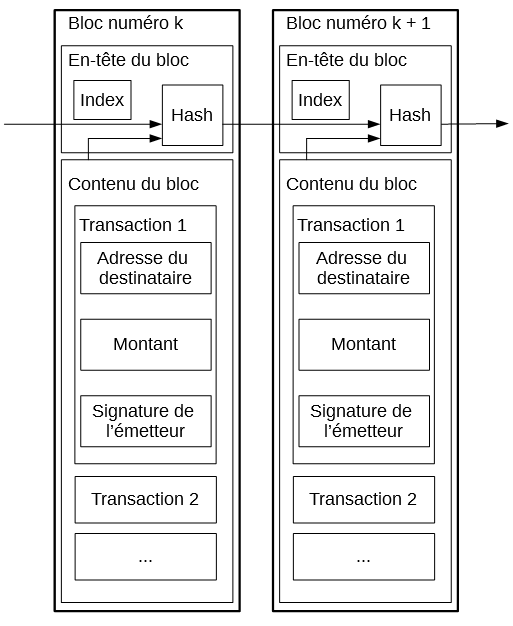 Bloc numéro k
En-tête du bloc
Index
Hash
Contenu du bloc
Transaction 1
Adresse du
destinataire
Montant
Signature de
l’émetteur
Transaction 2
...
Bloc numéro k + 1
En-tête du bloc
Index
Hash
Contenu du bloc
Transaction 1
Adresse du
destinataire
Montant
Signature de
l’émetteur
Transaction 2
...